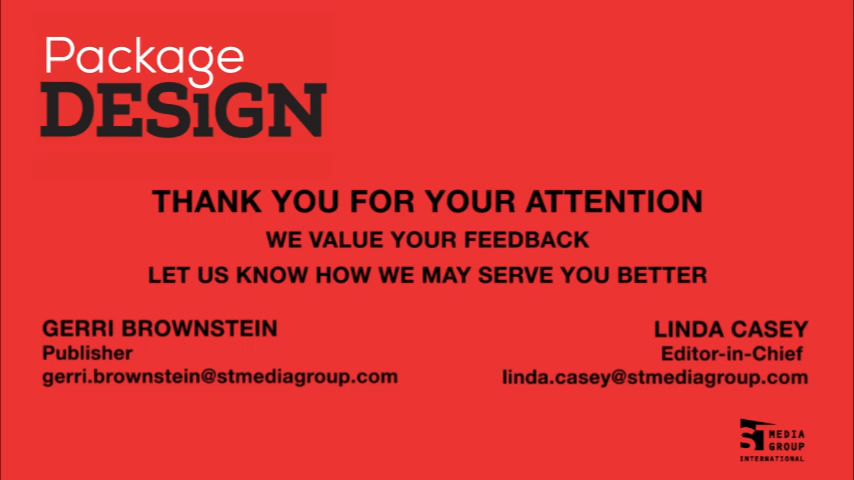 Package
DESiGN
THANK YOU FOR YOUR ATTENTION
WE VALUE YOUR FEEDBACK
LET US KNOW HOW WE MAY SERVE YOU BETTER
GERRI BROWNSTEIN
Publisher
gerri.brownstein@stmediagroup.com
LINDA CASEY
Editor-in-Chief
linda.casey@stmediagroup.com
ST MEDIA
GROUP
INTERNATIONAL